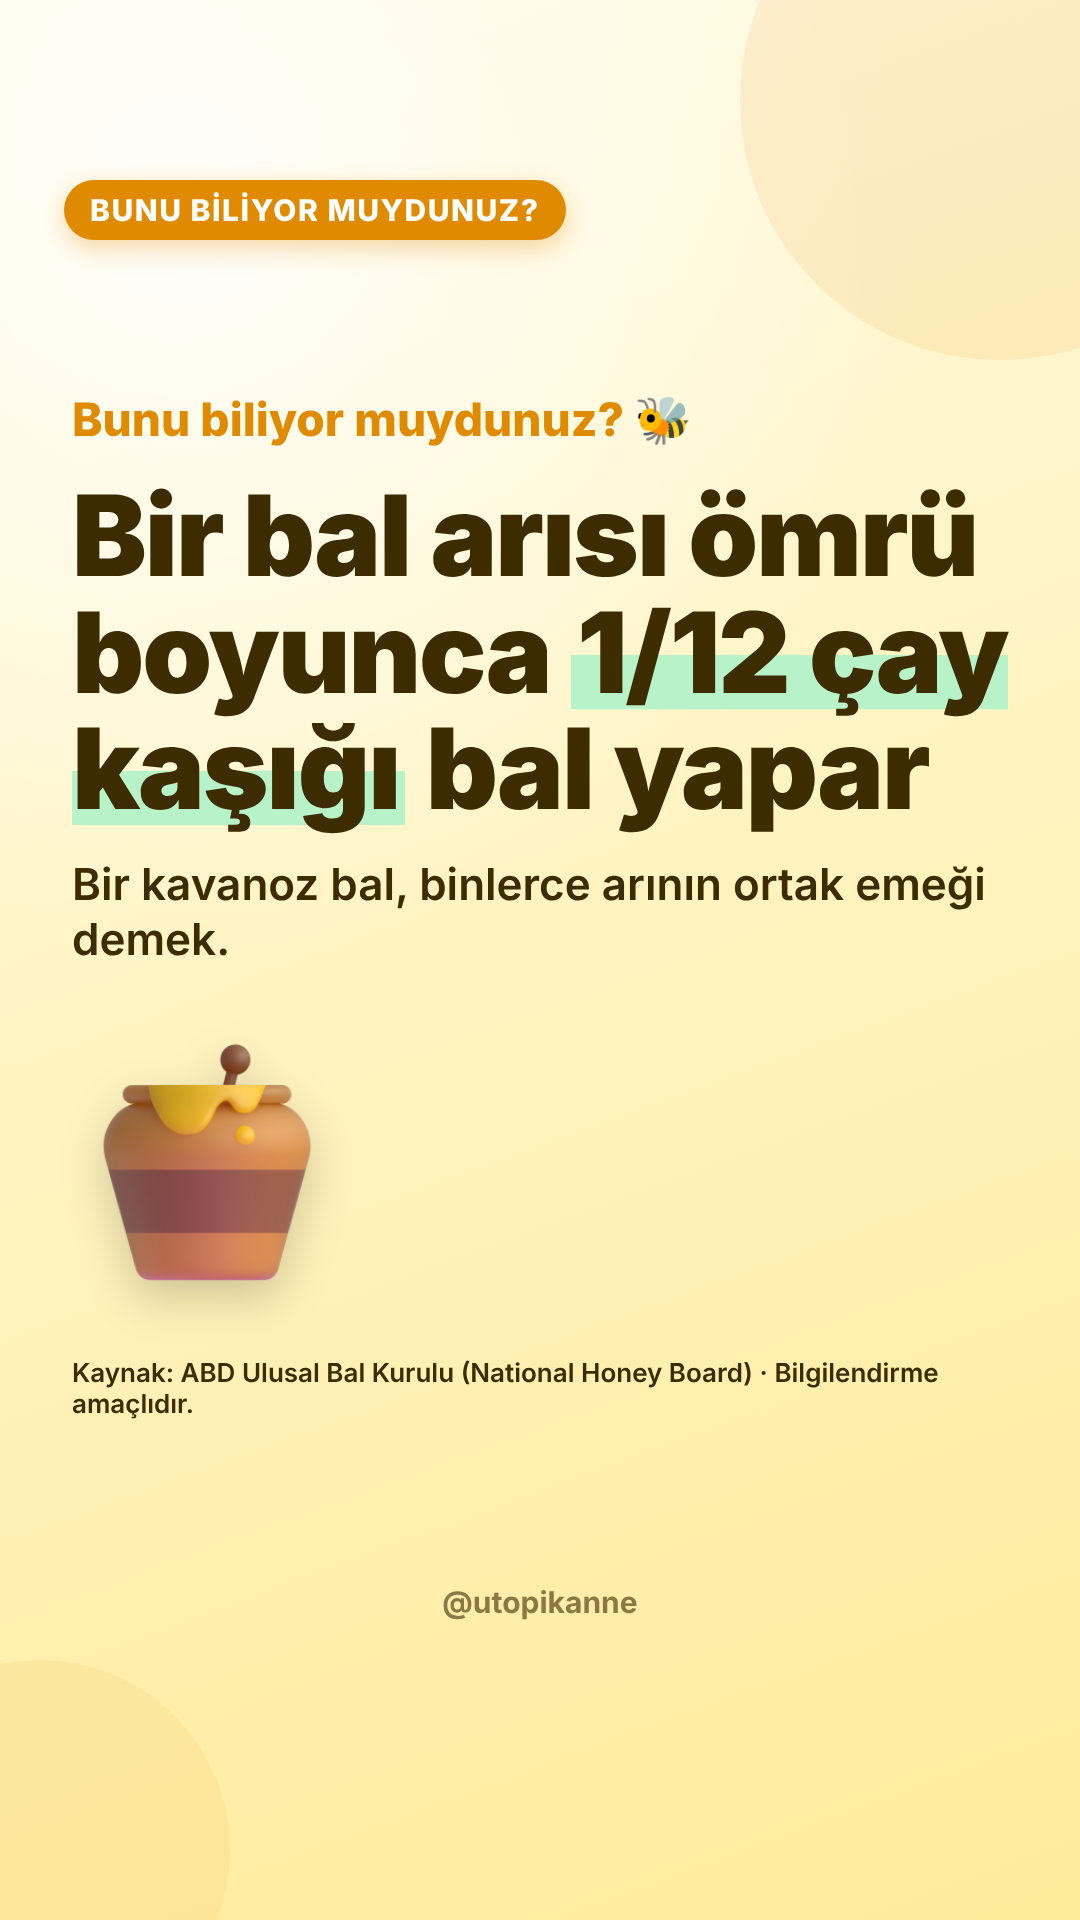 BUNU BİLİYOR MUYDUNUZ?
Bunu biliyor muydunuz? 🐝
Bir bal arısı ömrü
boyunca 1/12 çay
kaşığı bal yapar
Bir kavanoz bal, binlerce arının ortak emeği
demek.
Kaynak: ABD Ulusal Bal Kurulu (National Honey Board) · Bilgilendirme
amaçlıdır.
@utopikanne